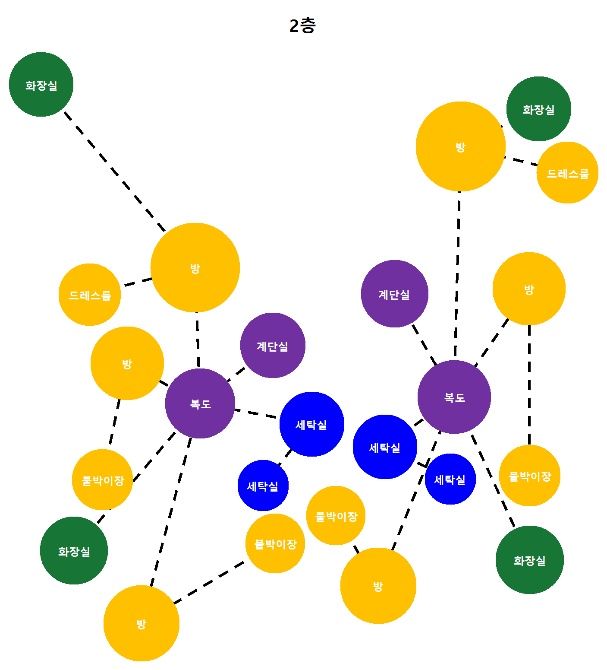 2층
화장실
화장실
방
드레스룸
방
드레스룸
계단실
방
계단실
방
복도
복도
세탁실
세탁실
붙박이장
세탁실
세탁실
붙박이장
붙박이장
붙박이장
화장실
화장실
방
방